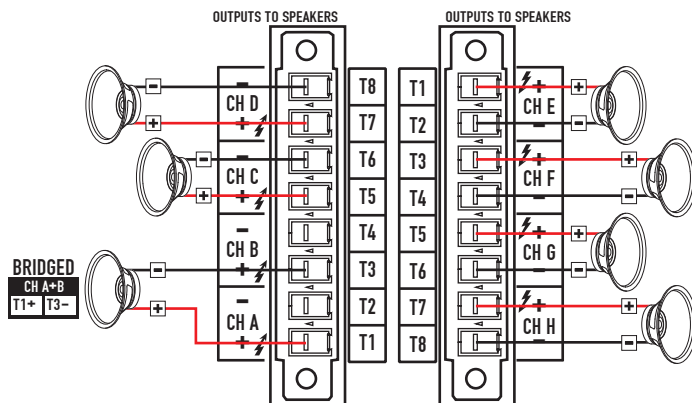 OUTPUTS TO SPEAKERS
OUTPUTS TO SPEAKERS
− CH D +
− CH C +
− CH B +
− CH A +
T8
T7
T6
T5
T4
T3
T2
T1
T1
T2
T3
T4
T5
T6
T7
T8
+ CH E −
+ CH F −
+ CH G −
+ CH H −
−
+
−
+
−
+
+
−
+
−
+
−
+
−
BRIDGED
CH A+B
T1+ T3−